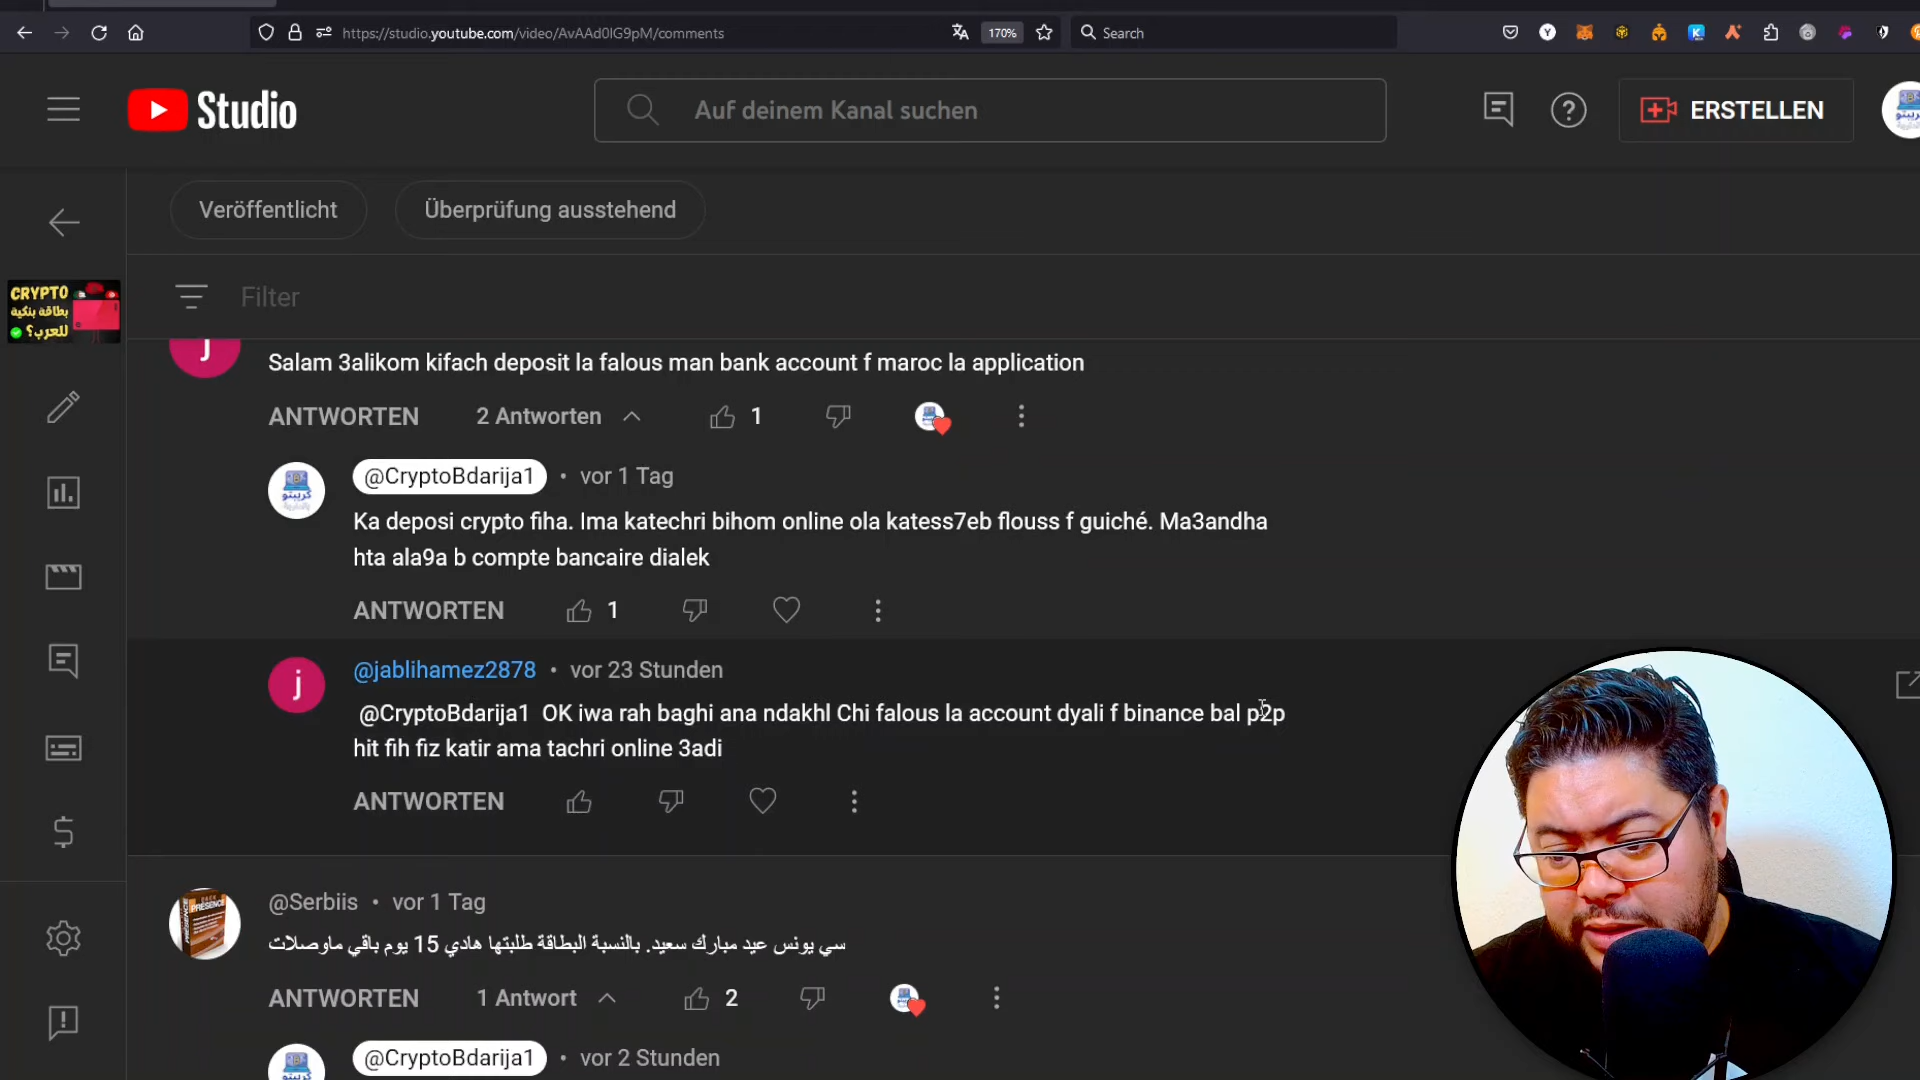 https://studio.youtube.com/video/AvAAd0lG9pM/comments
170%
Search
Studio
Auf deinem Kanal suchen
ERSTELLEN
Veröffentlicht
Überprüfung ausstehend
Filter
CRYPTO
بطاقة بنكية
للعرب؟
j
Salam 3alikom kifach deposit la falous man bank account f maroc la application
ANTWORTEN
2 Antworten
1
@CryptoBdarija1 • vor 1 Tag
Ka deposi crypto fiha. Ima katechri bihom online ola katess7eb flouss f guiché. Ma3andha
hta ala9a b compte bancaire dialek
ANTWORTEN
1
j
@jablihamez2878 • vor 23 Stunden
@CryptoBdarija1 OK iwa rah baghi ana ndakhl Chi falous la account dyali f binance bal p2p
hit fih fiz katir ama tachri online 3adi
ANTWORTEN
PRESENCE
@Serbiis • vor 1 Tag
سي يونس عيد مبارك سعيد. بالنسبة البطاقة طلبتها هادي 15 يوم باقي ماوصلات
ANTWORTEN
1 Antwort
2
@CryptoBdarija1 • vor 2 Stunden